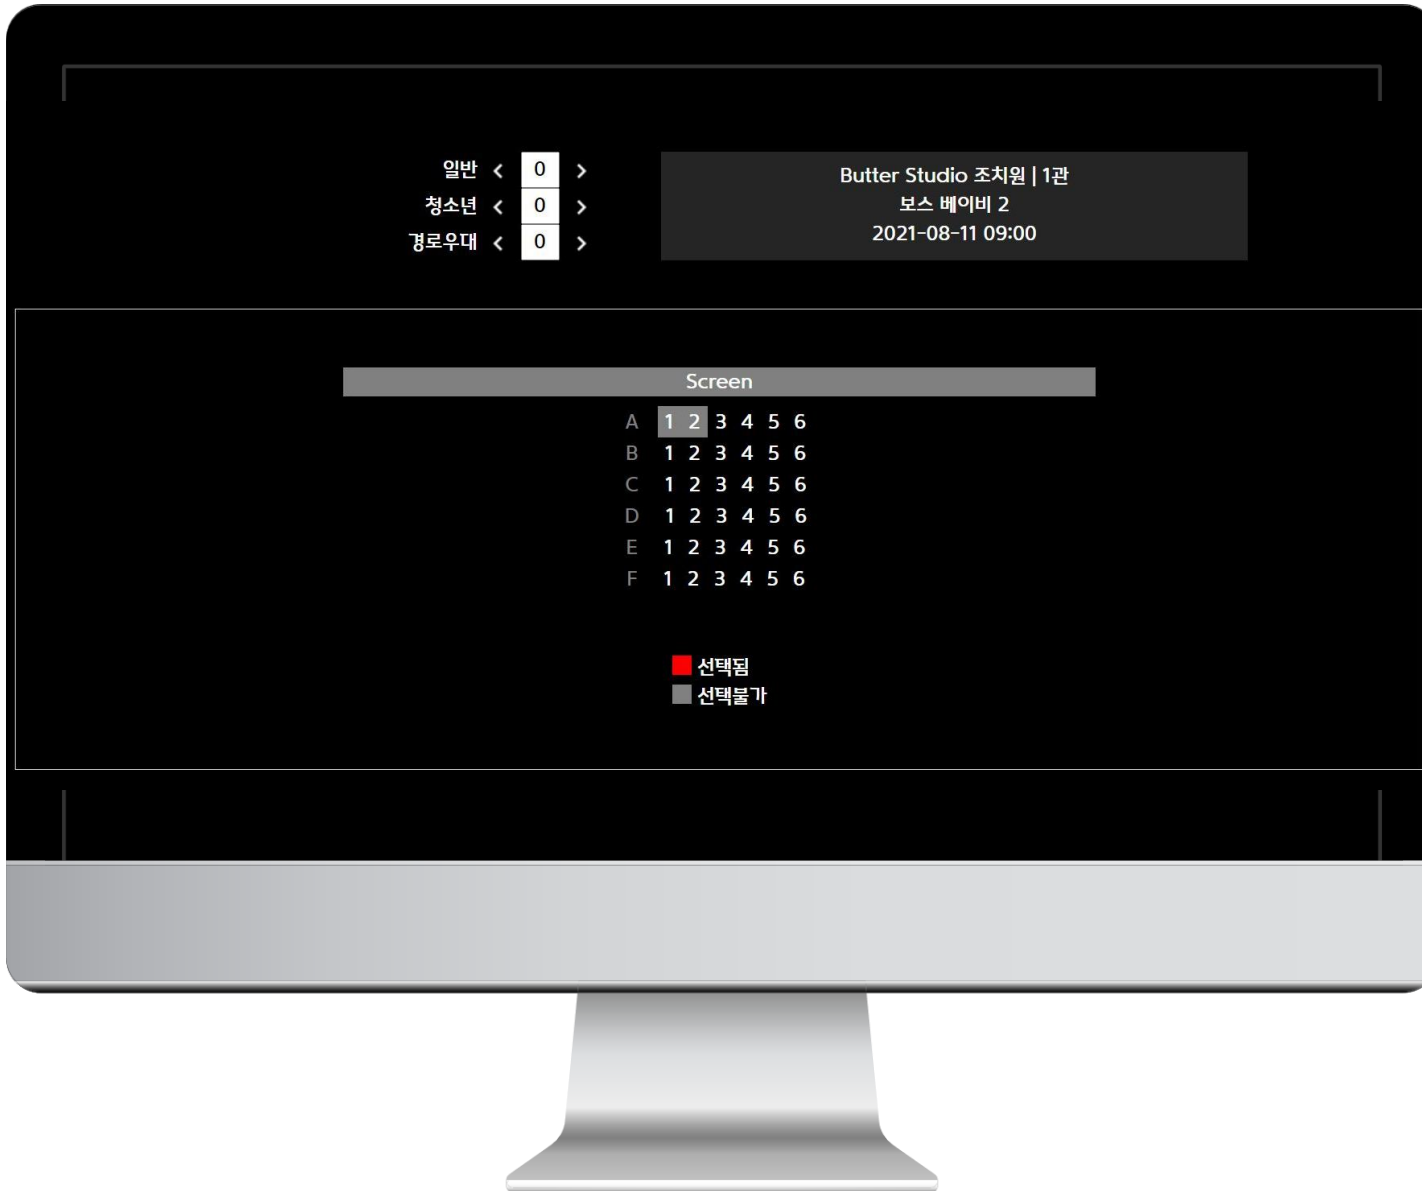 일반 < 0 >
청소년 < 0 >
경로우대 < 0 >
Butter Studio 조치원 | 1관
보스 베이비 2
2021-08-11 09:00
Screen
A 1 2 3 4 5 6
B 1 2 3 4 5 6
C 1 2 3 4 5 6
D 1 2 3 4 5 6
E 1 2 3 4 5 6
F 1 2 3 4 5 6
선택됨
선택불가